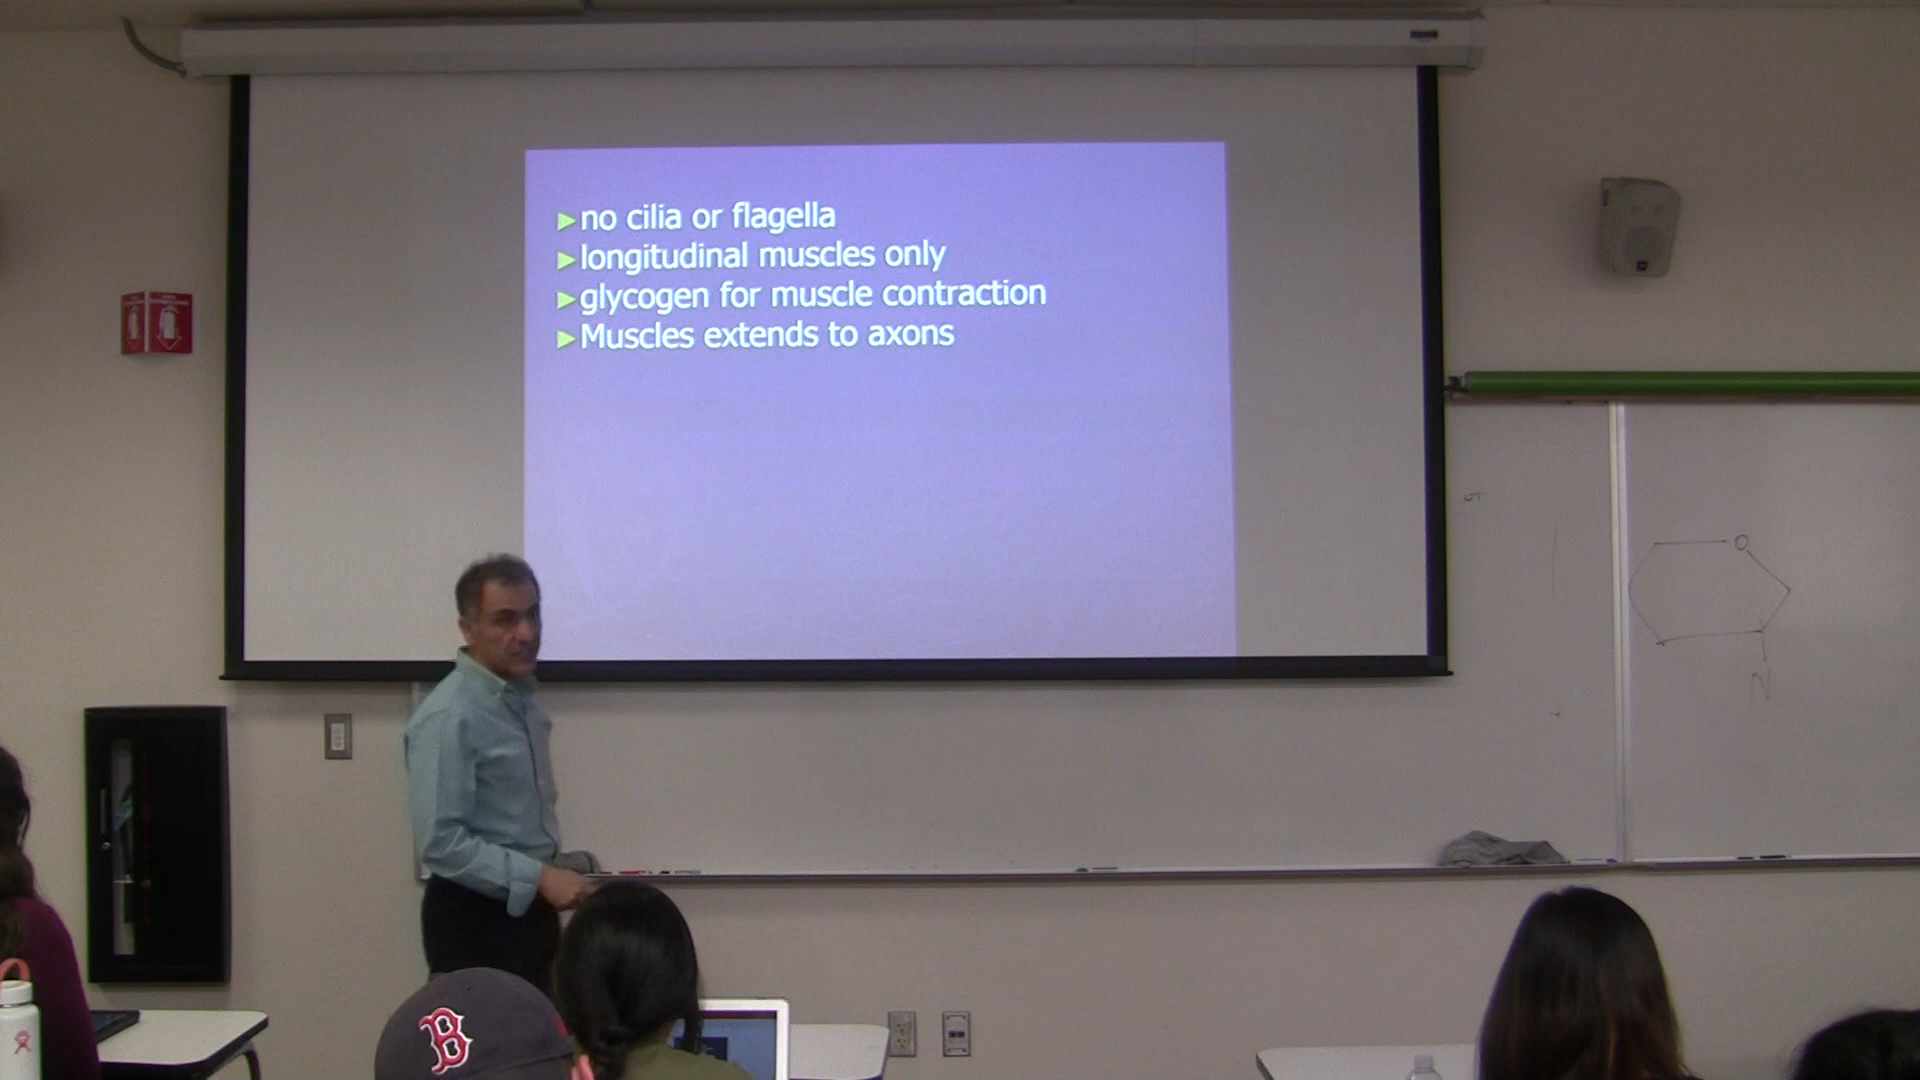 ►no cilia or flagella
►longitudinal muscles only
►glycogen for muscle contraction
►Muscles extends to axons
O
N
B